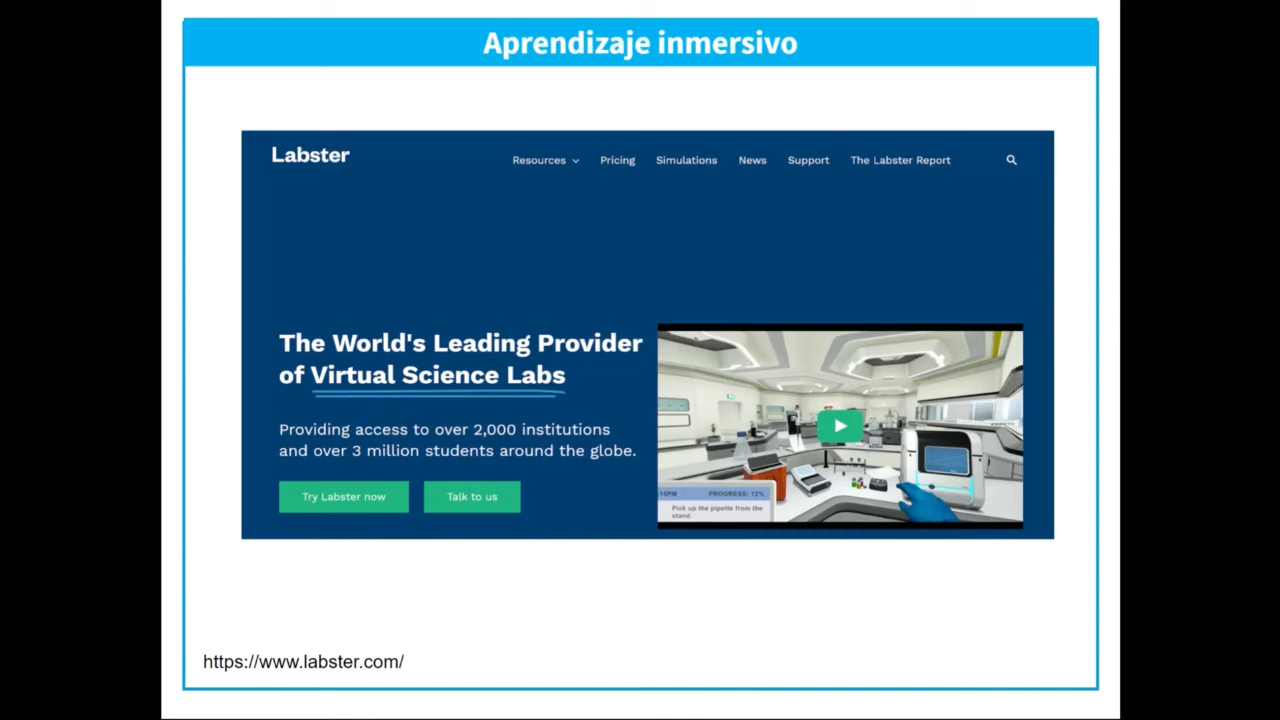 Aprendizaje inmersivo
Labster
Resources Pricing Simulations News Support The Labster Report
The World's Leading Provider
of Virtual Science Labs
Providing access to over 2,000 institutions
and over 3 million students around the globe.
Try Labster now Talk to us
:15PM PROGRESS: 12%
Pick up the pipette from the
stand.
https://www.labster.com/